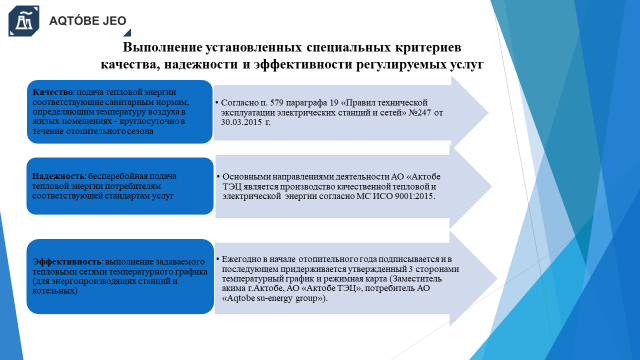 AQTÓBE JEO
Выполнение установленных специальных критериев
качества, надежности и эффективности регулируемых услуг
Качество: подача тепловой энергии
соответствующие санитарным нормам,
определяющим температуру воздуха в
жилых помещениях - круглосуточно в
течение отопительного сезона
• Согласно п. 579 параграфа 19 «Правил технической
эксплуатации электрических станций и сетей» №247 от
30.03.2015 г.
Надежность: бесперебойная подача
тепловой энергии потребителям
соответствующей стандартам услуг
• Основными направлениями деятельности АО «Актобе
ТЭЦ является производство качественной тепловой и
электрической энергии согласно МС ИСО 9001:2015.
Эффективность: выполнение задаваемого
тепловыми сетями температурного графика
(для энергопроизводящих станций и
котельных)
• Ежегодно в начале отопительного года подписывается и в
последующем придерживается утвержденный 3 сторонами
температурный график и режимная карта (Заместитель
акима г.Актобе, АО «Актобе ТЭЦ», потребитель АО
«Aqtobe su-energy group»).